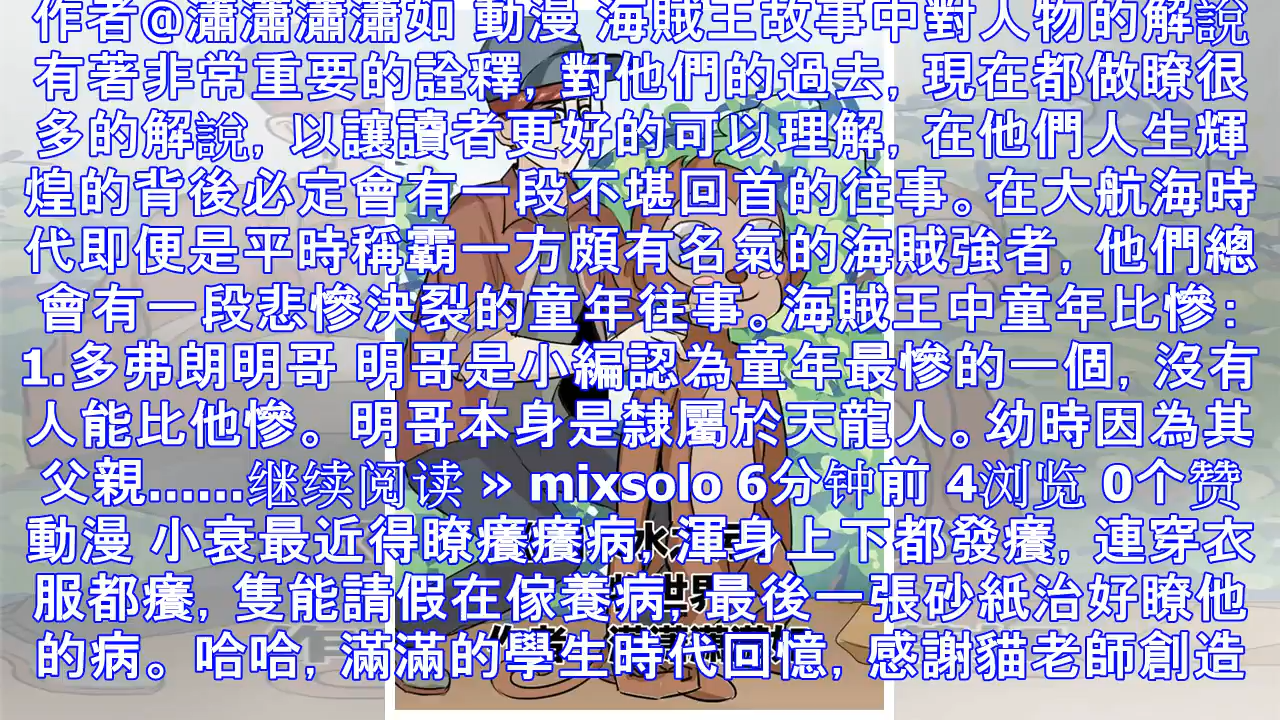 作者@瀟瀟瀟瀟如 動漫 海賊王故事中對人物的解說
有著非常重要的詮釋, 對他們的過去, 現在都做瞭很
多的解說, 以讓讀者更好的可以理解, 在他們人生輝
煌的背後必定會有一段不堪回首的往事。在大航海時
代即便是平時稱霸一方頗有名氣的海賊強者, 他們總
會有一段悲慘決裂的童年往事。海賊王中童年比慘:
1.多弗朗明哥 明哥是小編認為童年最慘的一個, 沒有
人能比他慘。明哥本身是隸屬於天龍人。幼時因為其
父親......继续阅读 » mixsolo 6分钟前 4浏览 0个赞
動漫 小衰最近得瞭癢癢病, 渾身上下都發癢, 連穿衣
服都癢, 隻能請假在傢養病, 最後一張砂紙治好瞭他
的病。哈哈, 滿滿的學生時代回憶, 感謝貓老師創造